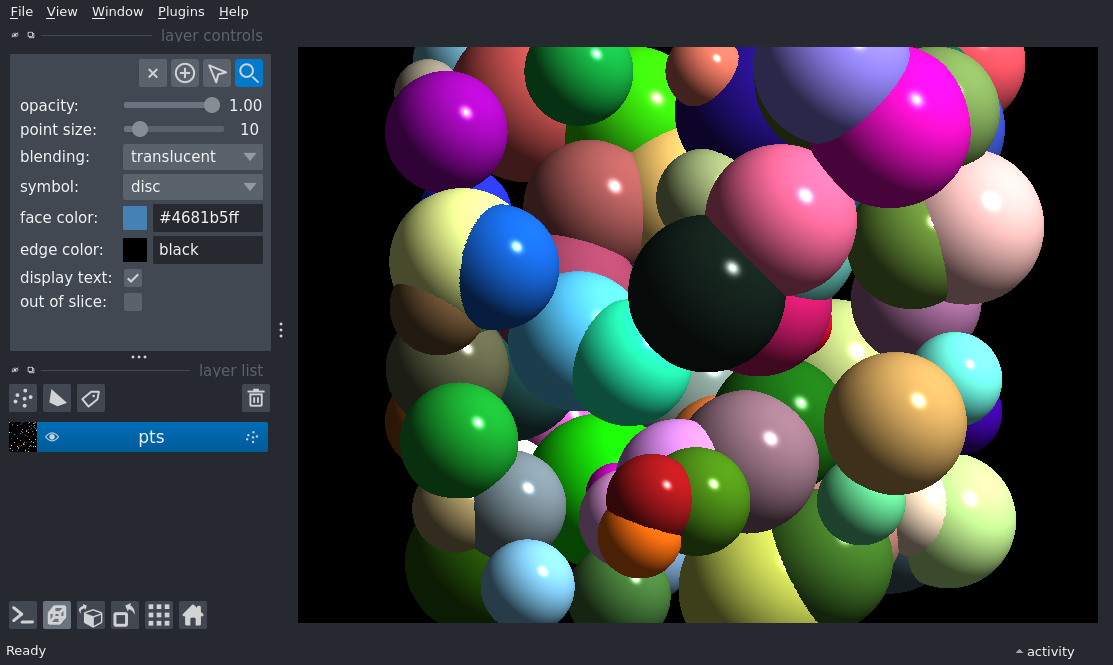 File View Window Plugins Help
layer controls
opacity: 1.00
point size: 10
blending: translucent
symbol: disc
face color: #4681b5ff
edge color: black
display text:
out of slice:
layer list
pts
Ready
activity